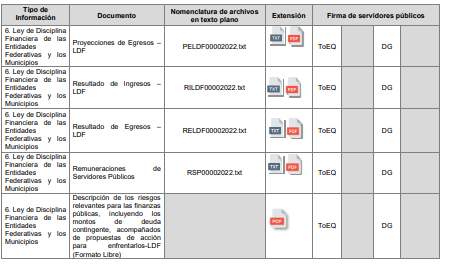 Tipo de Información
Documento
Nomenclatura de archivos en texto plano
Extensión
Firma de servidores públicos
6. Ley de Disciplina Financiera de las Entidades Federativas y los Municipios
Proyecciones de Egresos – LDF
PELDF00002022.txt
TXT PDF
ToEQ
DG
6. Ley de Disciplina Financiera de las Entidades Federativas y los Municipios
Resultado de Ingresos – LDF
RILDF00002022.txt
TXT PDF
ToEQ
DG
6. Ley de Disciplina Financiera de las Entidades Federativas y los Municipios
Resultado de Egresos – LDF
RELDF00002022.txt
TXT PDF
ToEQ
DG
6. Ley de Disciplina Financiera de las Entidades Federativas y los Municipios
Remuneraciones de Servidores Públicos
RSP00002022.txt
TXT PDF
ToEQ
DG
6. Ley de Disciplina Financiera de las Entidades Federativas y los Municipios
Descripción de los riesgos relevantes para las finanzas públicas, incluyendo los montos de deuda contingente, acompañados de propuestas de acción para enfrentarlos-LDF (Formato Libre)
PDF
ToEQ
DG